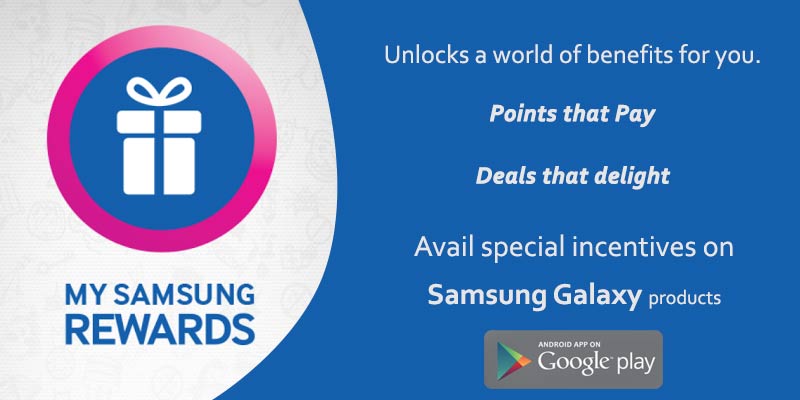 MY SAMSUNG
REWARDS
Unlocks a world of benefits for you.
Points that Pay
Deals that delight
Avail special incentives on
Samsung Galaxy products
ANDROID APP ON
Google play